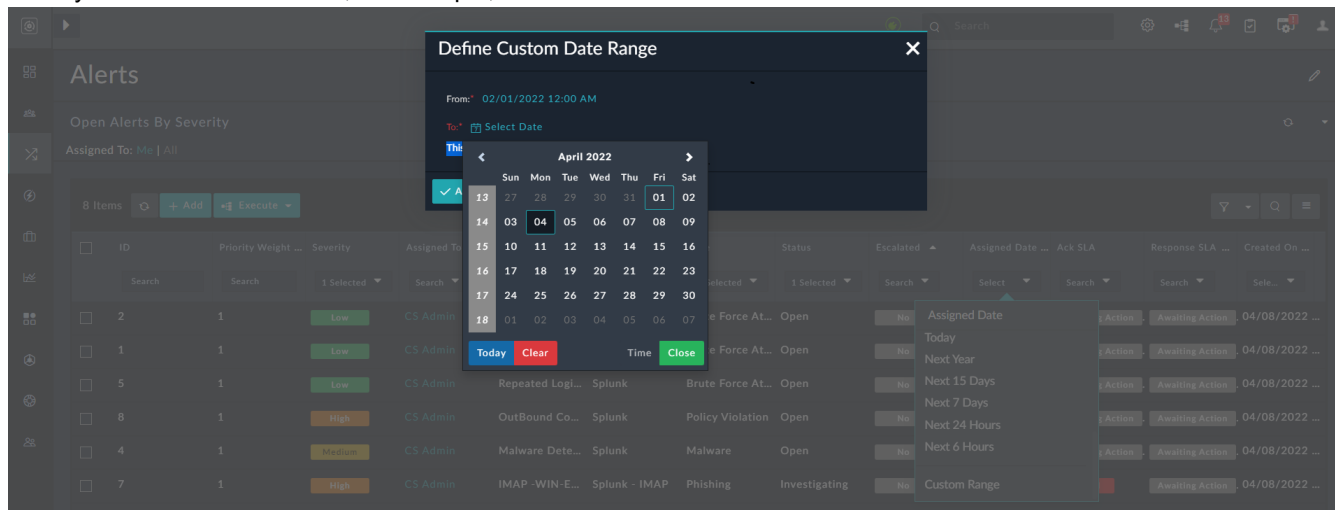 Search
13
Define Custom Date Range
Alerts
From:* 02/01/2022 12:00 AM
Open Alerts By Severity
To:* Select Date
Assigned To: Me | All
This
April 2022
Sun Mon Tue Wed Thu Fri Sat
13 27 28 29 30 31 01 02
14 03 04 05 06 07 08 09
15 10 11 12 13 14 15 16
16 17 18 19 20 21 22 23
17 24 25 26 27 28 29 30
18 01 02 03 04 05 06 07
Today Clear Time Close
8 Items + Add Execute
ID Priority Weight ... Severity Assigned To Status Escalated Assigned Date ... Ack SLA Response SLA ... Created On ...
Search Search 1 Selected Search Selected 1 Selected Search Select Search Search Sele...
2 1 Low CS Admin e Force At... Open No Action Awaiting Action 04/08/2022 ...
1 1 Low CS Admin e Force At... Open No Action Awaiting Action 04/08/2022 ...
5 1 Low CS Admin Repeated Logi... Splunk Brute Force At... Open No Action Awaiting Action 04/08/2022 ...
8 1 High CS Admin OutBound Co... Splunk Policy Violation Open No Action Awaiting Action 04/08/2022 ...
4 1 Medium CS Admin Malware Dete... Splunk Malware Open No Action Awaiting Action 04/08/2022 ...
7 1 High CS Admin IMAP -WIN-E... Splunk - IMAP Phishing Investigating No Awaiting Action 04/08/2022 ...
Assigned Date
Today
Next Year
Next 15 Days
Next 7 Days
Next 24 Hours
Next 6 Hours
Custom Range